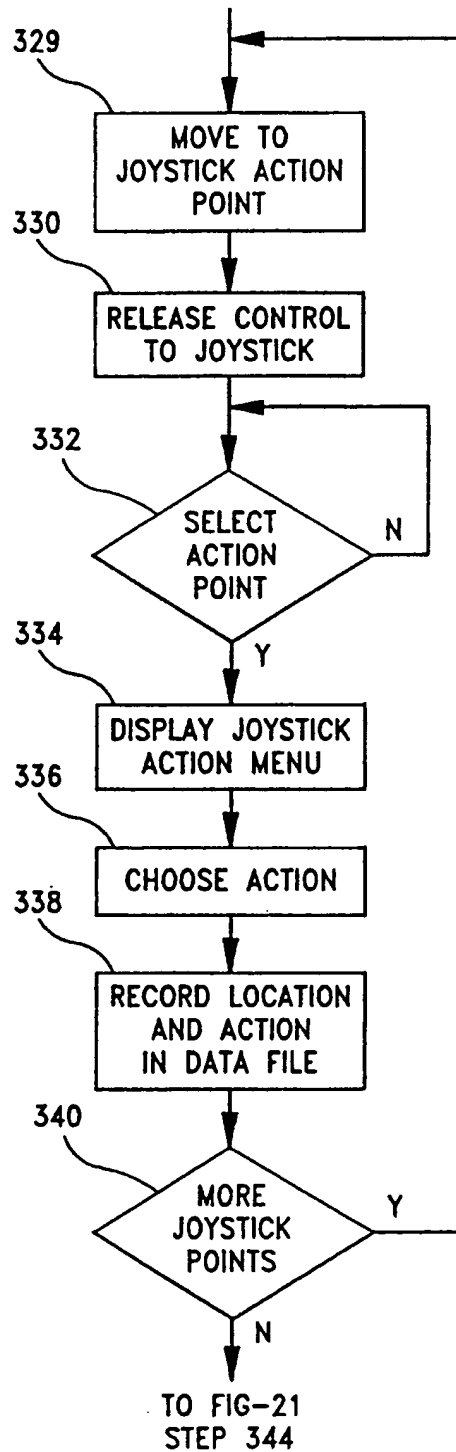 329
MOVE TO
JOYSTICK ACTION
POINT
330
RELEASE CONTROL
TO JOYSTICK
332
SELECT
ACTION
POINT
N
Y
334
DISPLAY JOYSTICK
ACTION MENU
336
CHOOSE ACTION
338
RECORD LOCATION
AND ACTION
IN DATA FILE
340
MORE
JOYSTICK
POINTS
Y
N
TO FIG-21
STEP 344